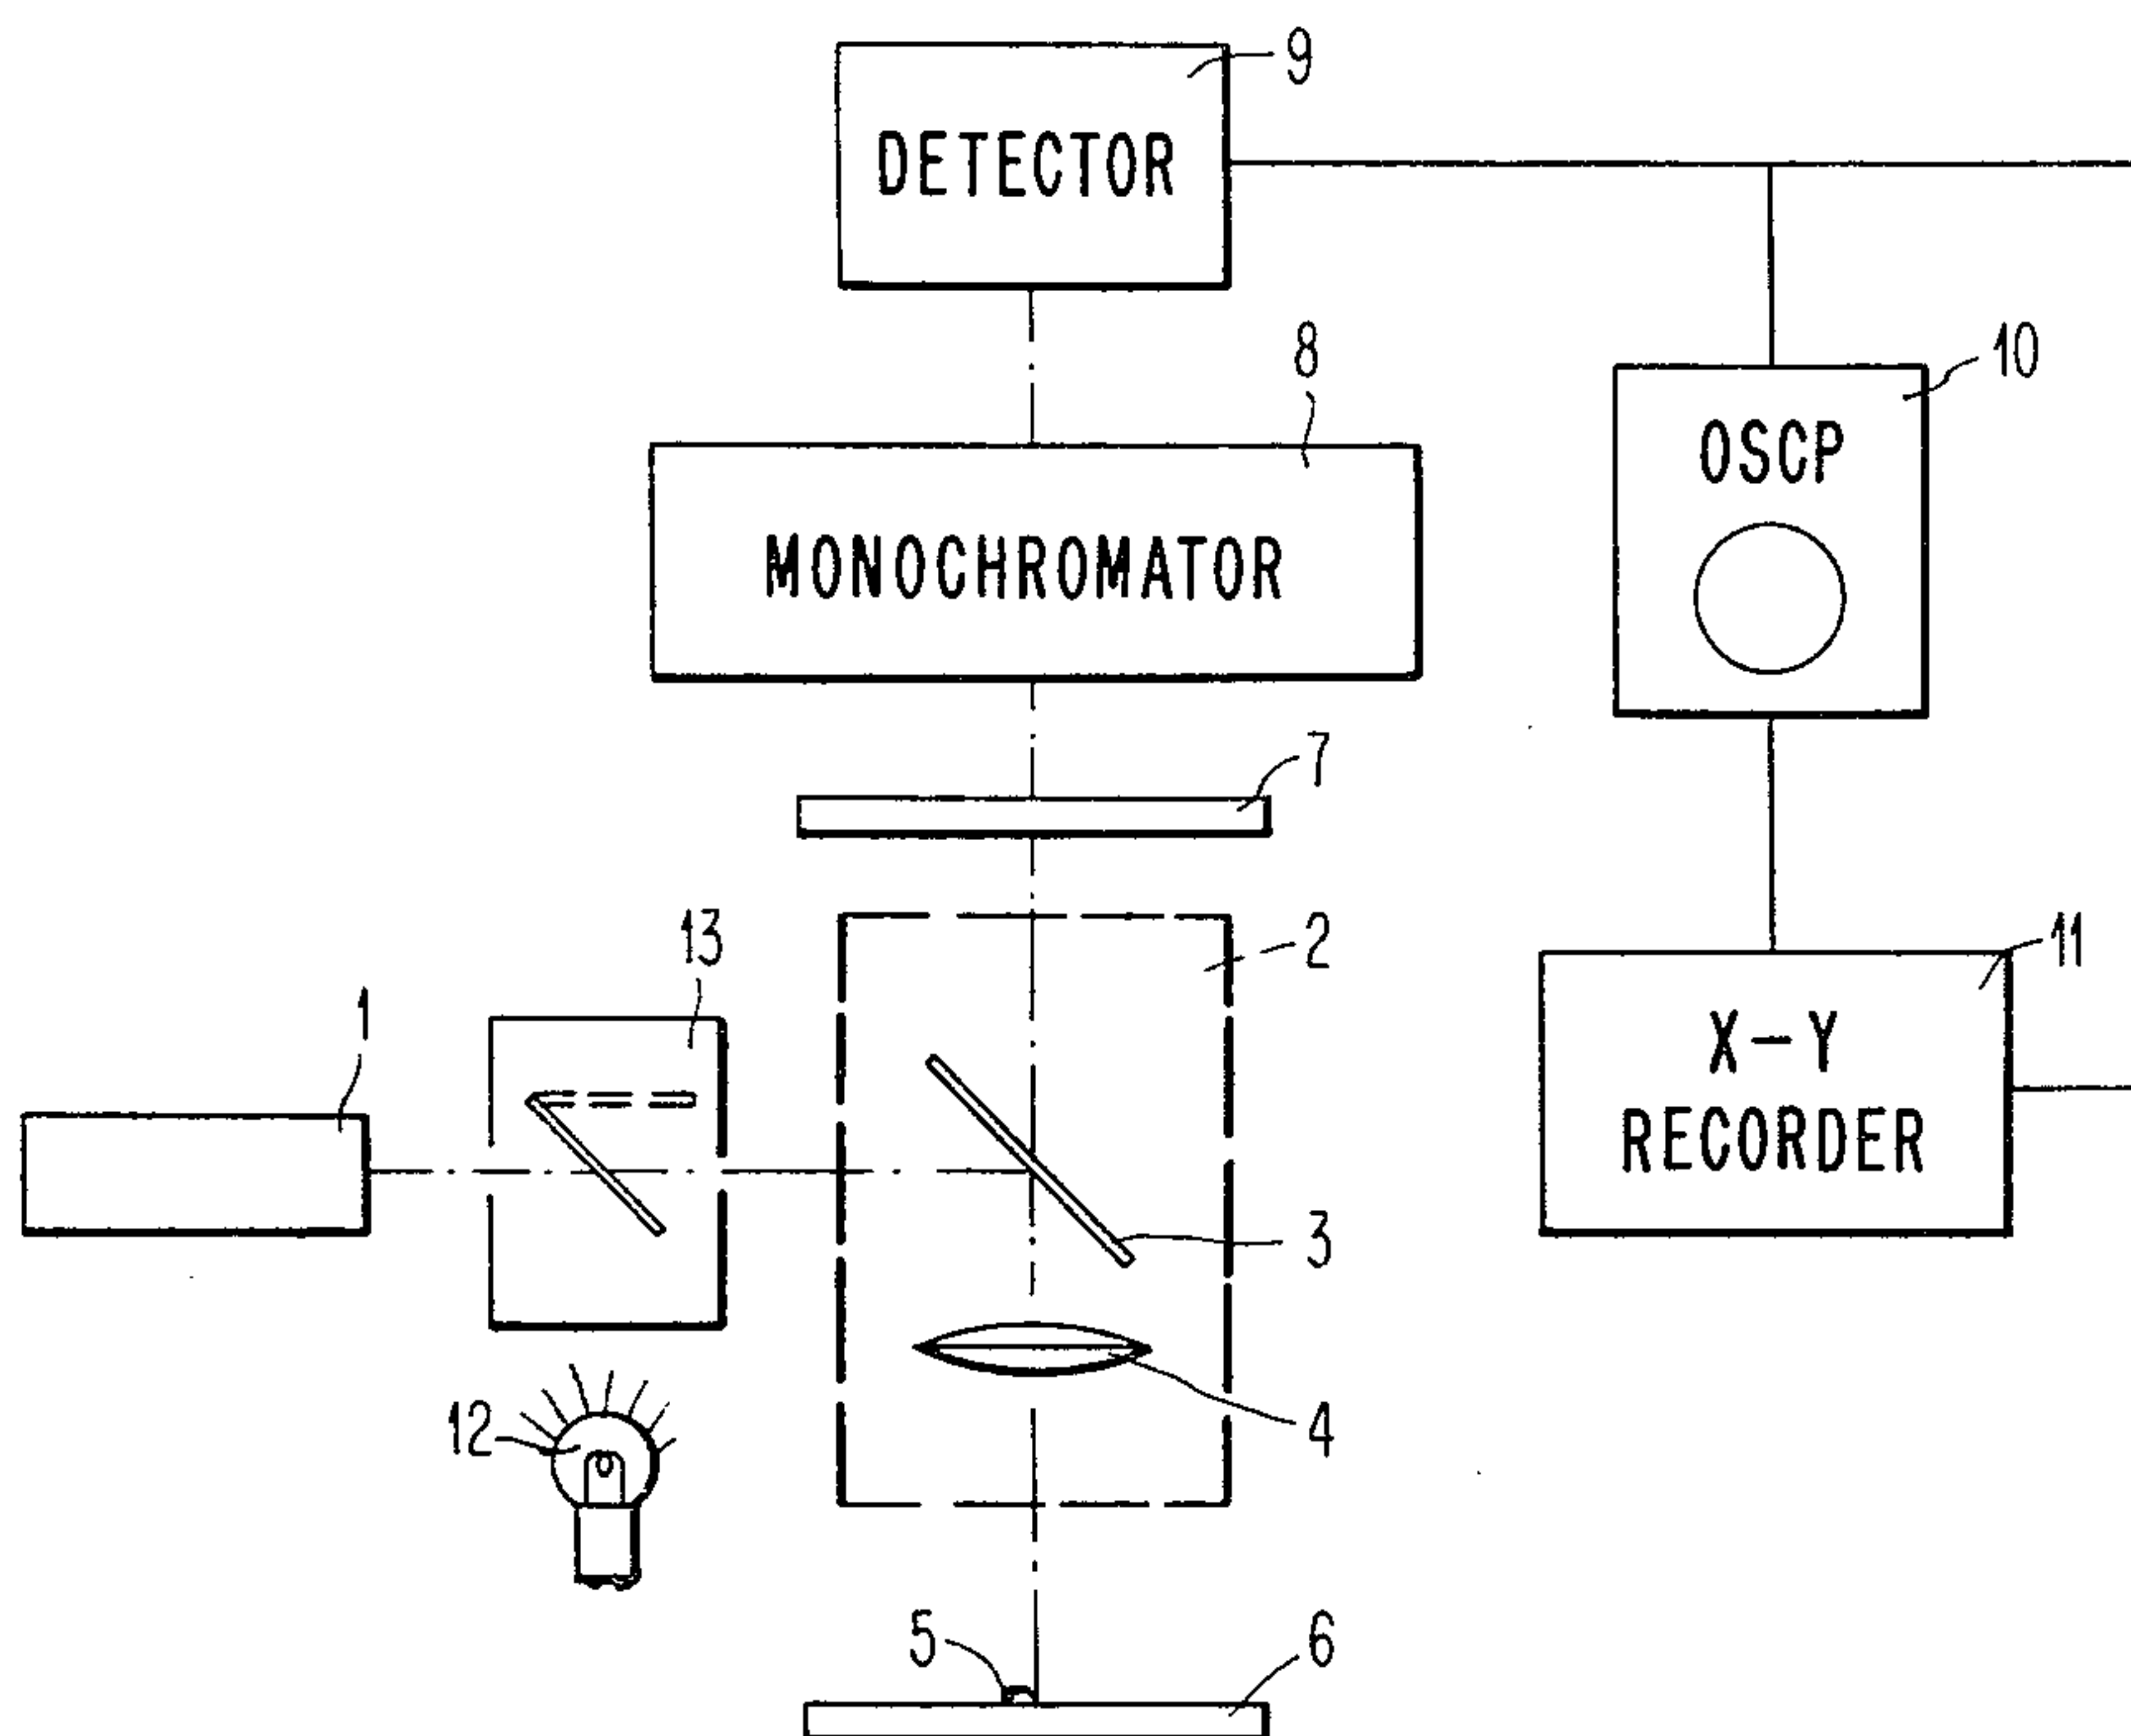 9
DETECTOR
8
10
OSCP
MONOCHROMATOR
7
13
2
11
1
X-Y
RECORDER
3
12
4
5
6